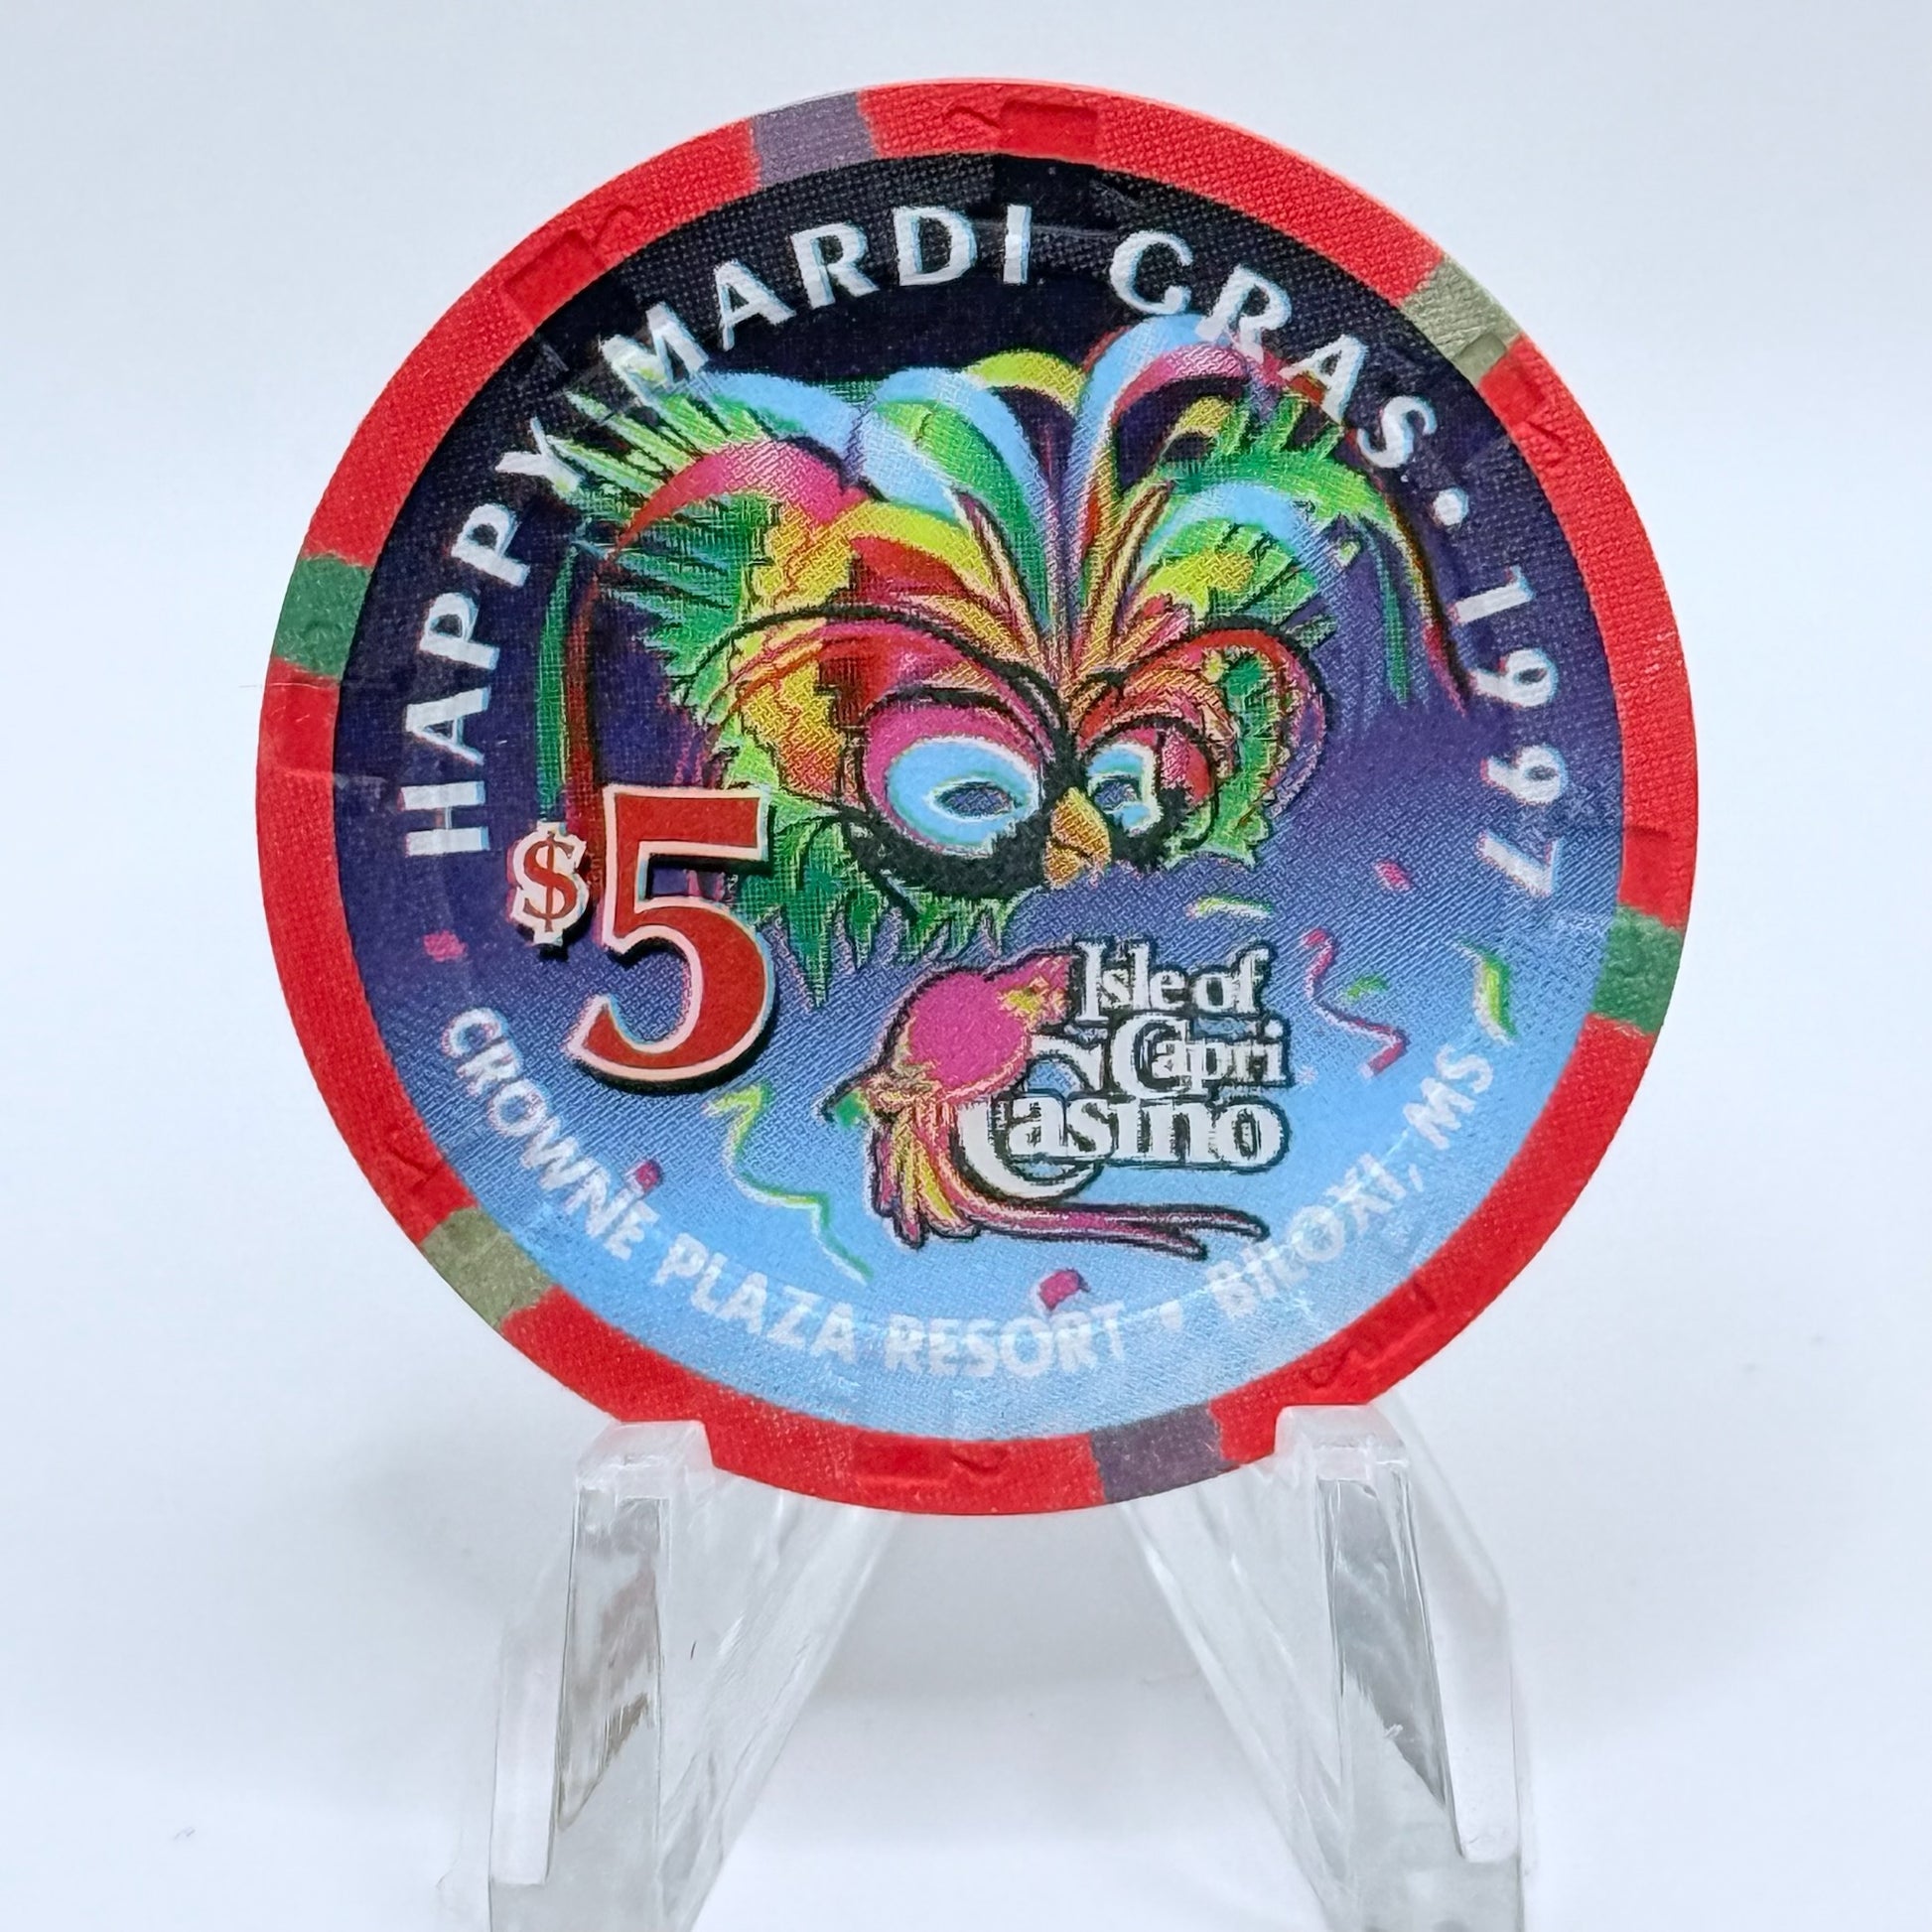 HAPPY MARDI GRAS • 1997
$5
Isle of
Capri
Casino
CROWNE PLAZA RESORT • BILOXI, MS